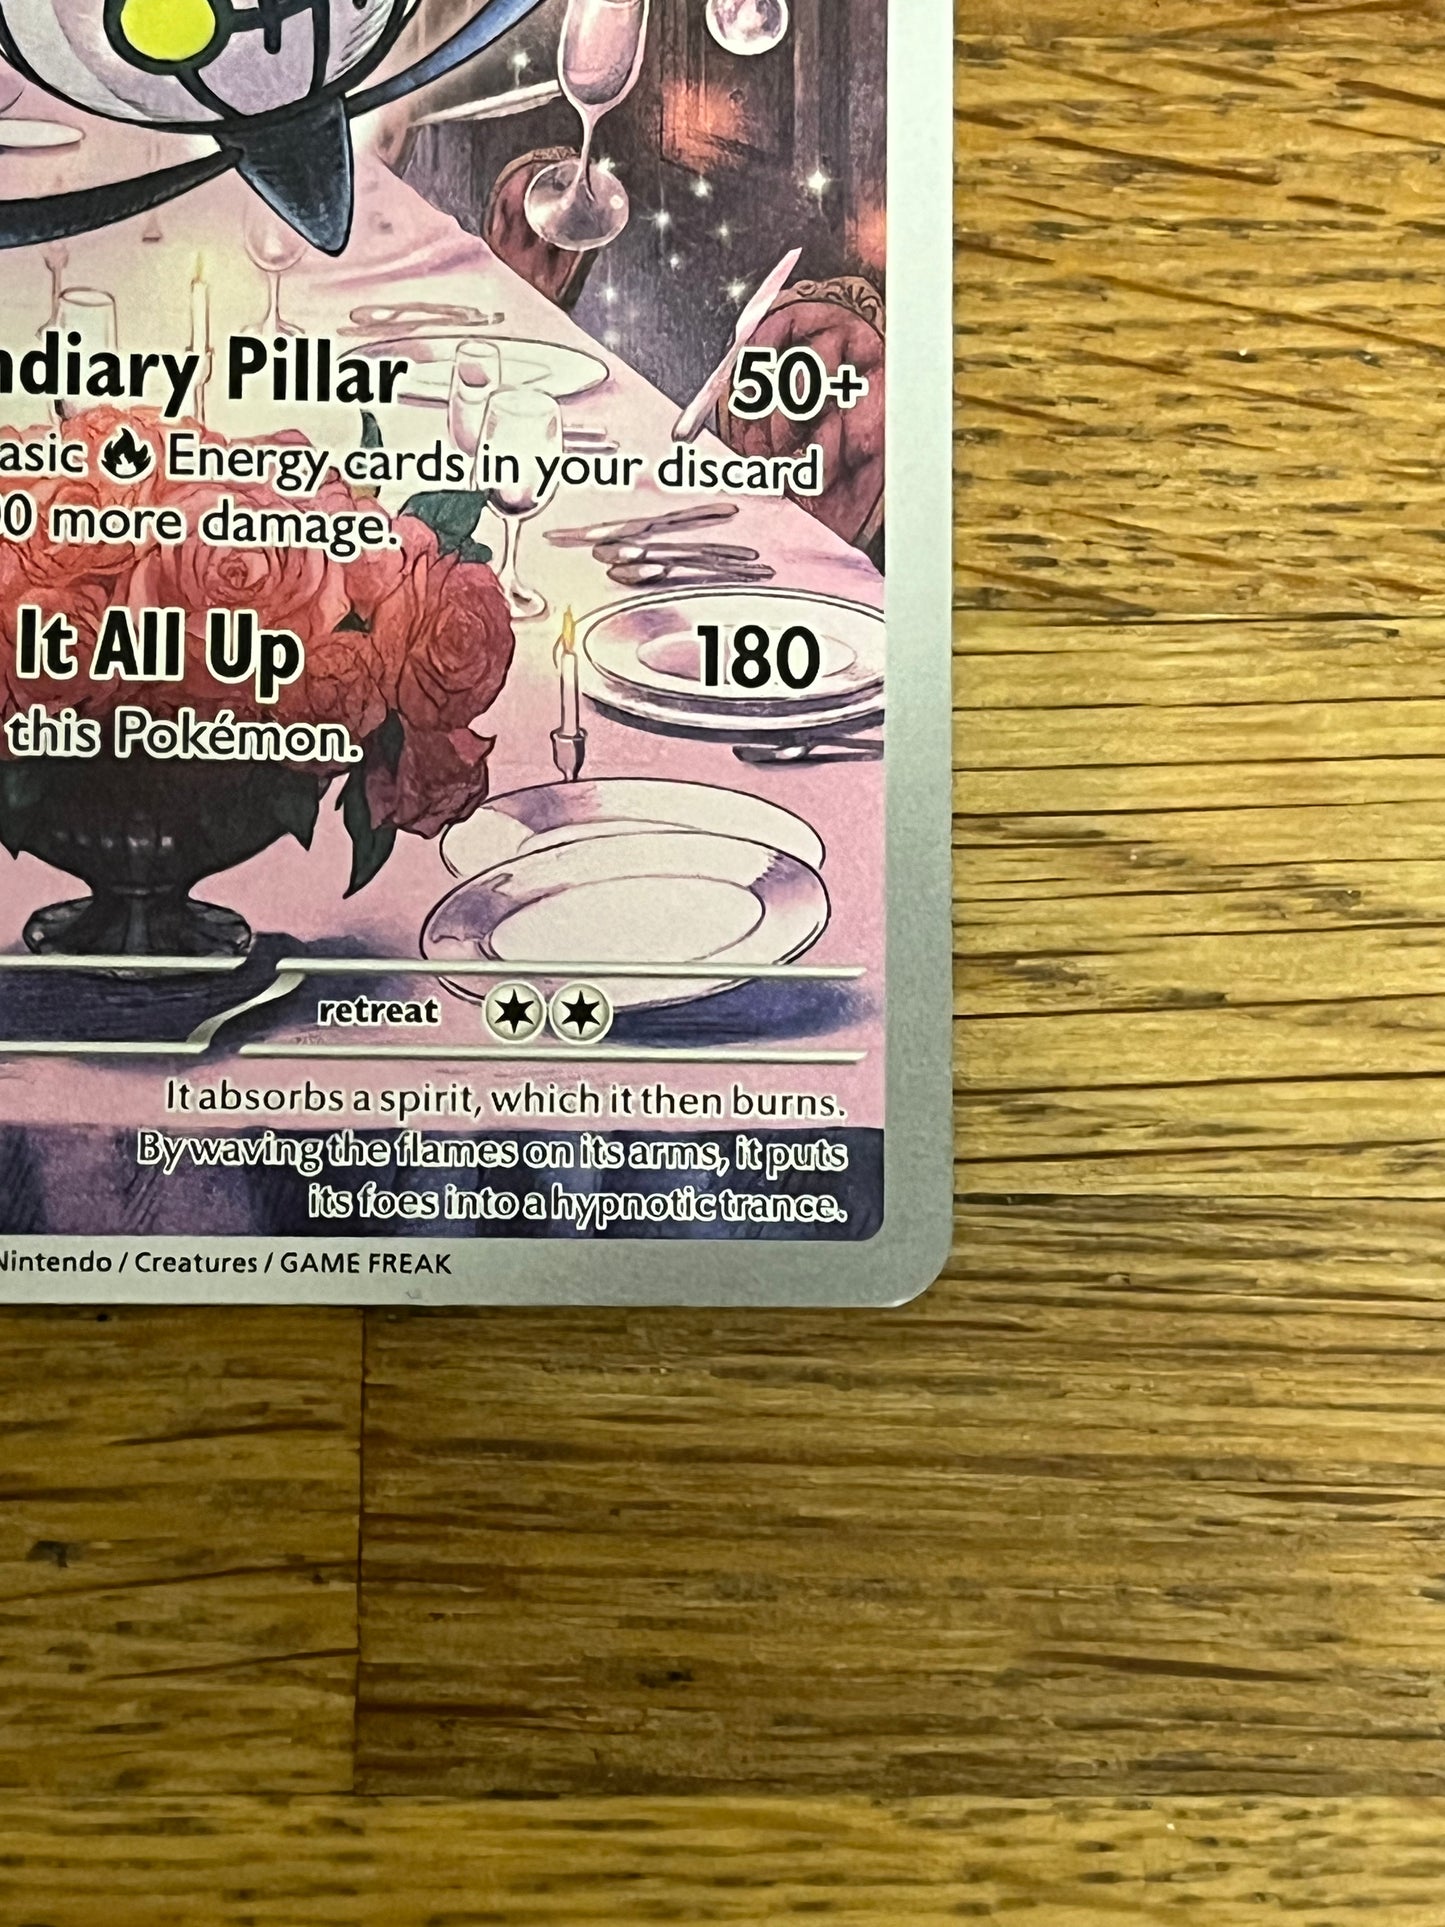 ndiary Pillar 50+
asic Energy cards in your discard
0 more damage.
It All Up 180
this Pokémon.
retreat
It absorbs a spirit, which it then burns.
By waving the flames on its arms, it puts
its foes into a hypnotic trance.
Nintendo / Creatures / GAME FREAK